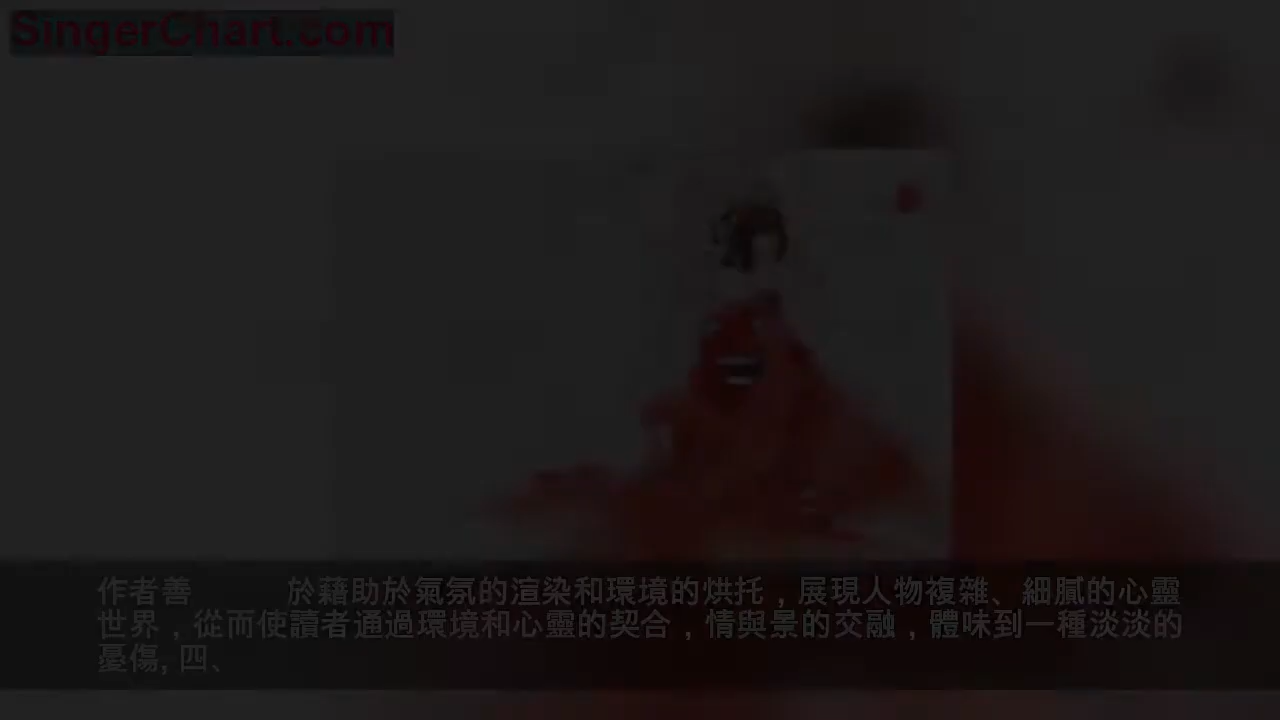 SingerChart.com
作者善　　　於藉助於氣氛的渲染和環境的烘托，展現人物複雜、細膩的心靈
世界，從而使讀者通過環境和心靈的契合，情與景的交融，體味到一種淡淡的
憂傷, 四、